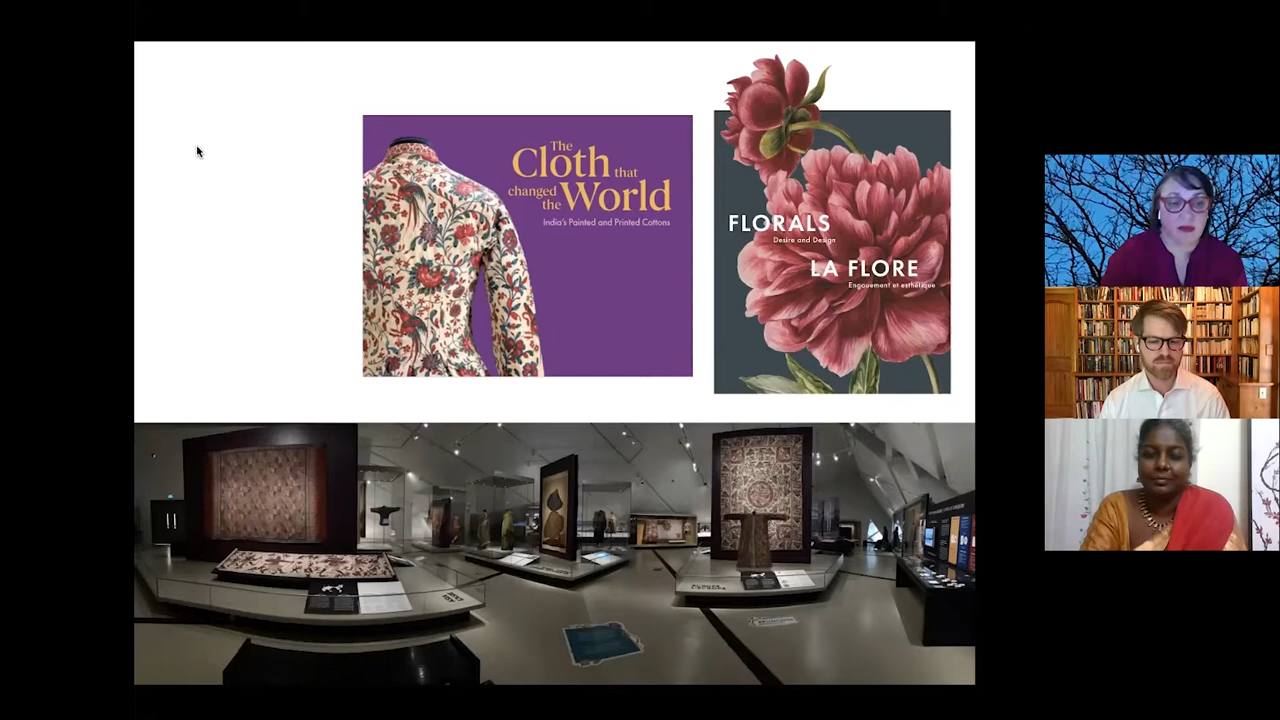 The
Cloth that
changed
the World
India's Painted and Printed Cottons
FLORALS
Desire and Design
LA FLORE
Engouement et esthétique